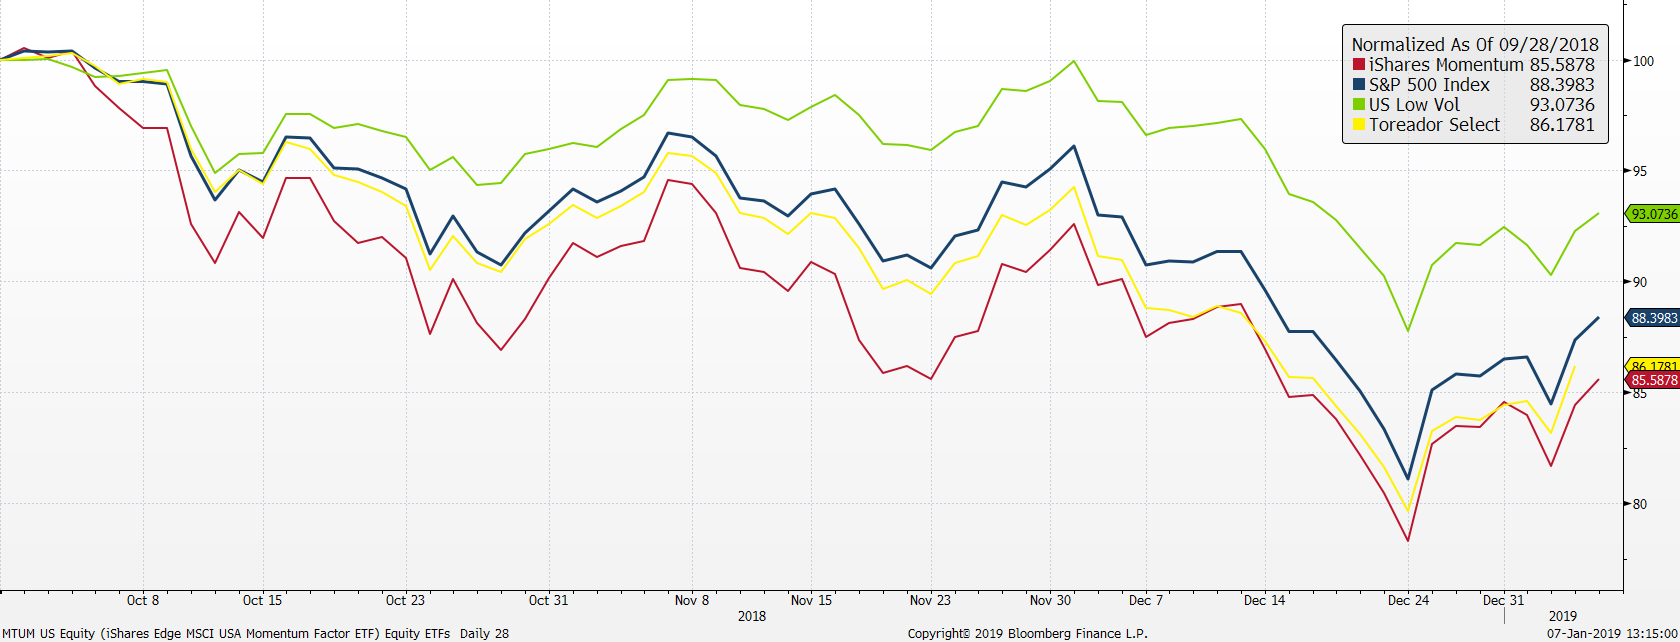 Normalized As Of 09/28/2018
iShares Momentum 85.5878
S&P 500 Index 88.3983
US Low Vol 93.0736
Toreador Select 86.1781
100
95
93.0736
90
88.3983
86.1781
85.5878
85
80
Oct 8 Oct 15 Oct 23 Oct 31 Nov 8 Nov 15 Nov 23 Nov 30 Dec 7 Dec 14 Dec 24 Dec 31
2018 2019
MTUM US Equity (iShares Edge MSCI USA Momentum Factor ETF) Equity ETFs Daily 28 Copyright© 2019 Bloomberg Finance L.P. 07-Jan-2019 13:15:00